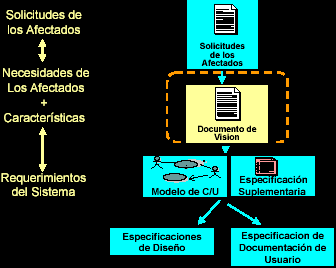 Solicitudes de
los Afectados
Necesidades de
Los Afectados
+
Características
Requerimientos
del Sistema
Solicitudes
de los
Afectados
Documento de
Vision
Modelo de C/U
Especificación
Suplementaria
Especificaciones
de Diseño
Especificacion de
Documentación de
Usuario